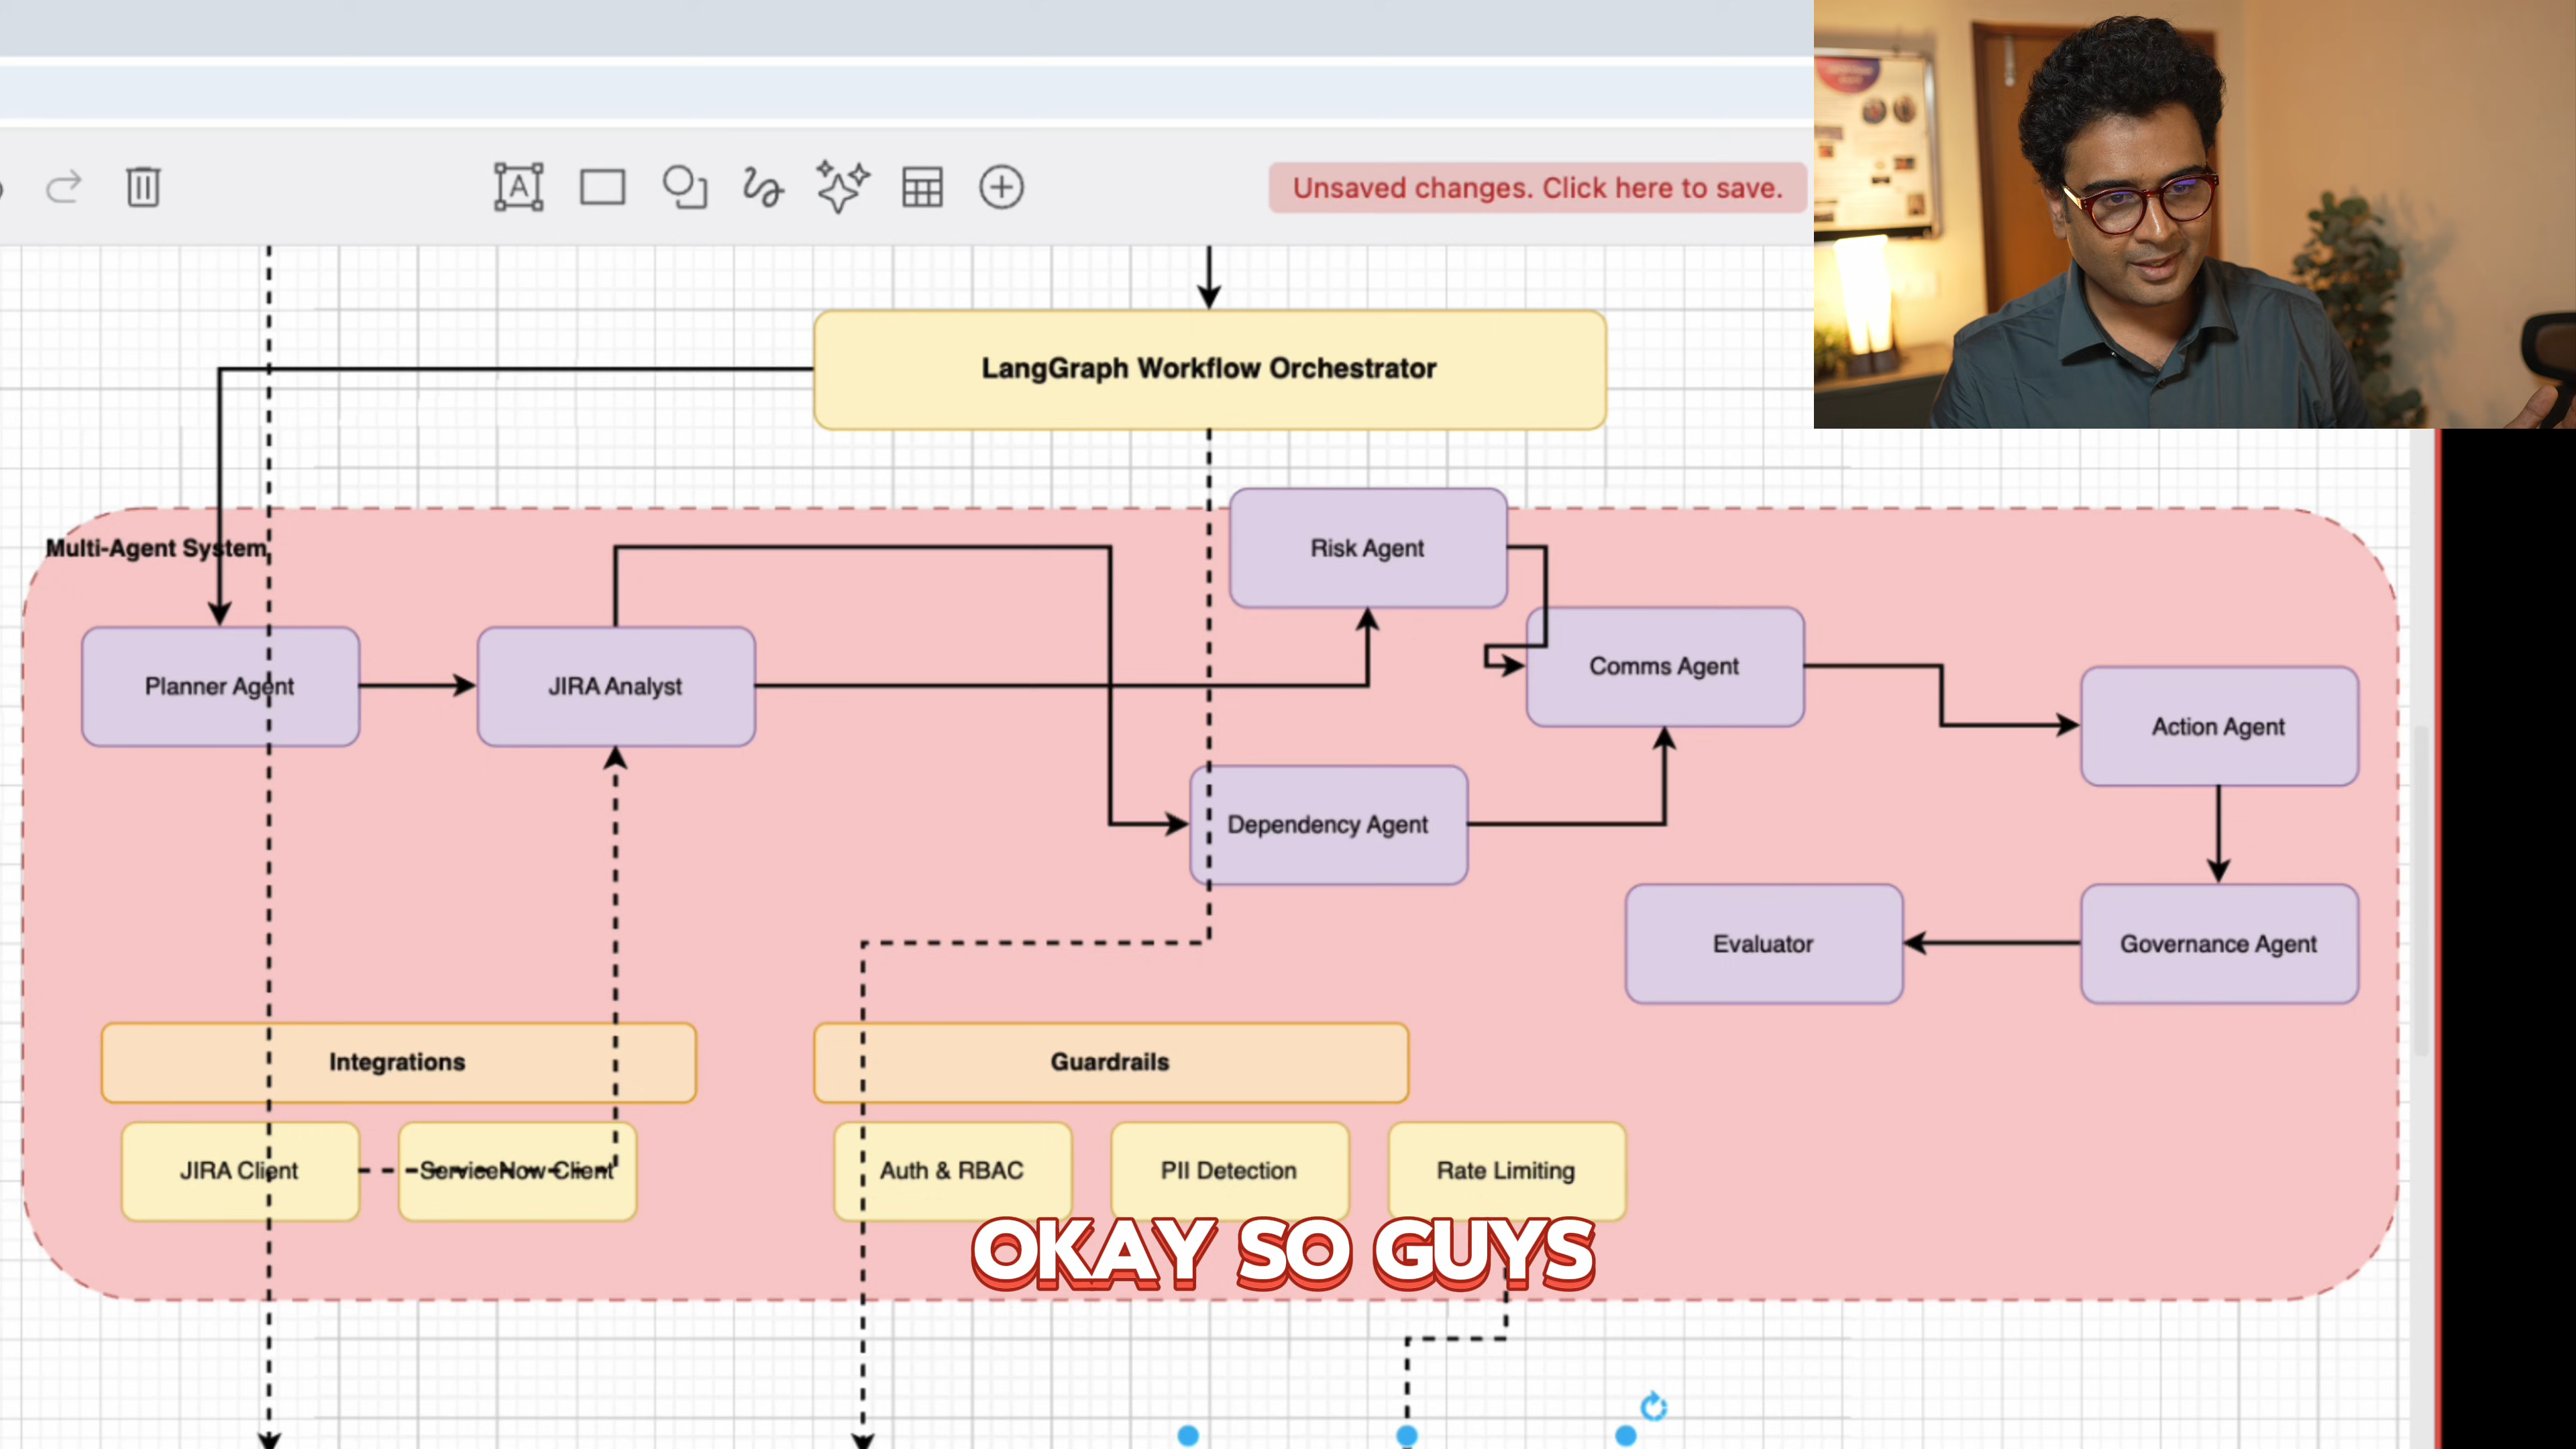 Unsaved changes. Click here to save.
LangGraph Workflow Orchestrator
Multi-Agent System
Risk Agent
Planner Agent
JIRA Analyst
Comms Agent
Action Agent
Dependency Agent
Evaluator
Governance Agent
Integrations
Guardrails
JIRA Client
ServiceNow Client
Auth & RBAC
PII Detection
Rate Limiting
OKAY SO GUYS